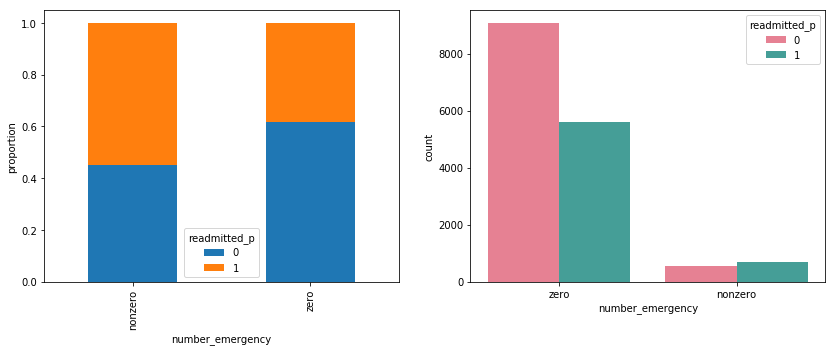 1.0
0.8
0.6
0.4
0.2
0.0
proportion
readmitted_p
0
1
nonzero
zero
number_emergency
8000
6000
4000
2000
0
count
readmitted_p
0
1
zero
nonzero
number_emergency